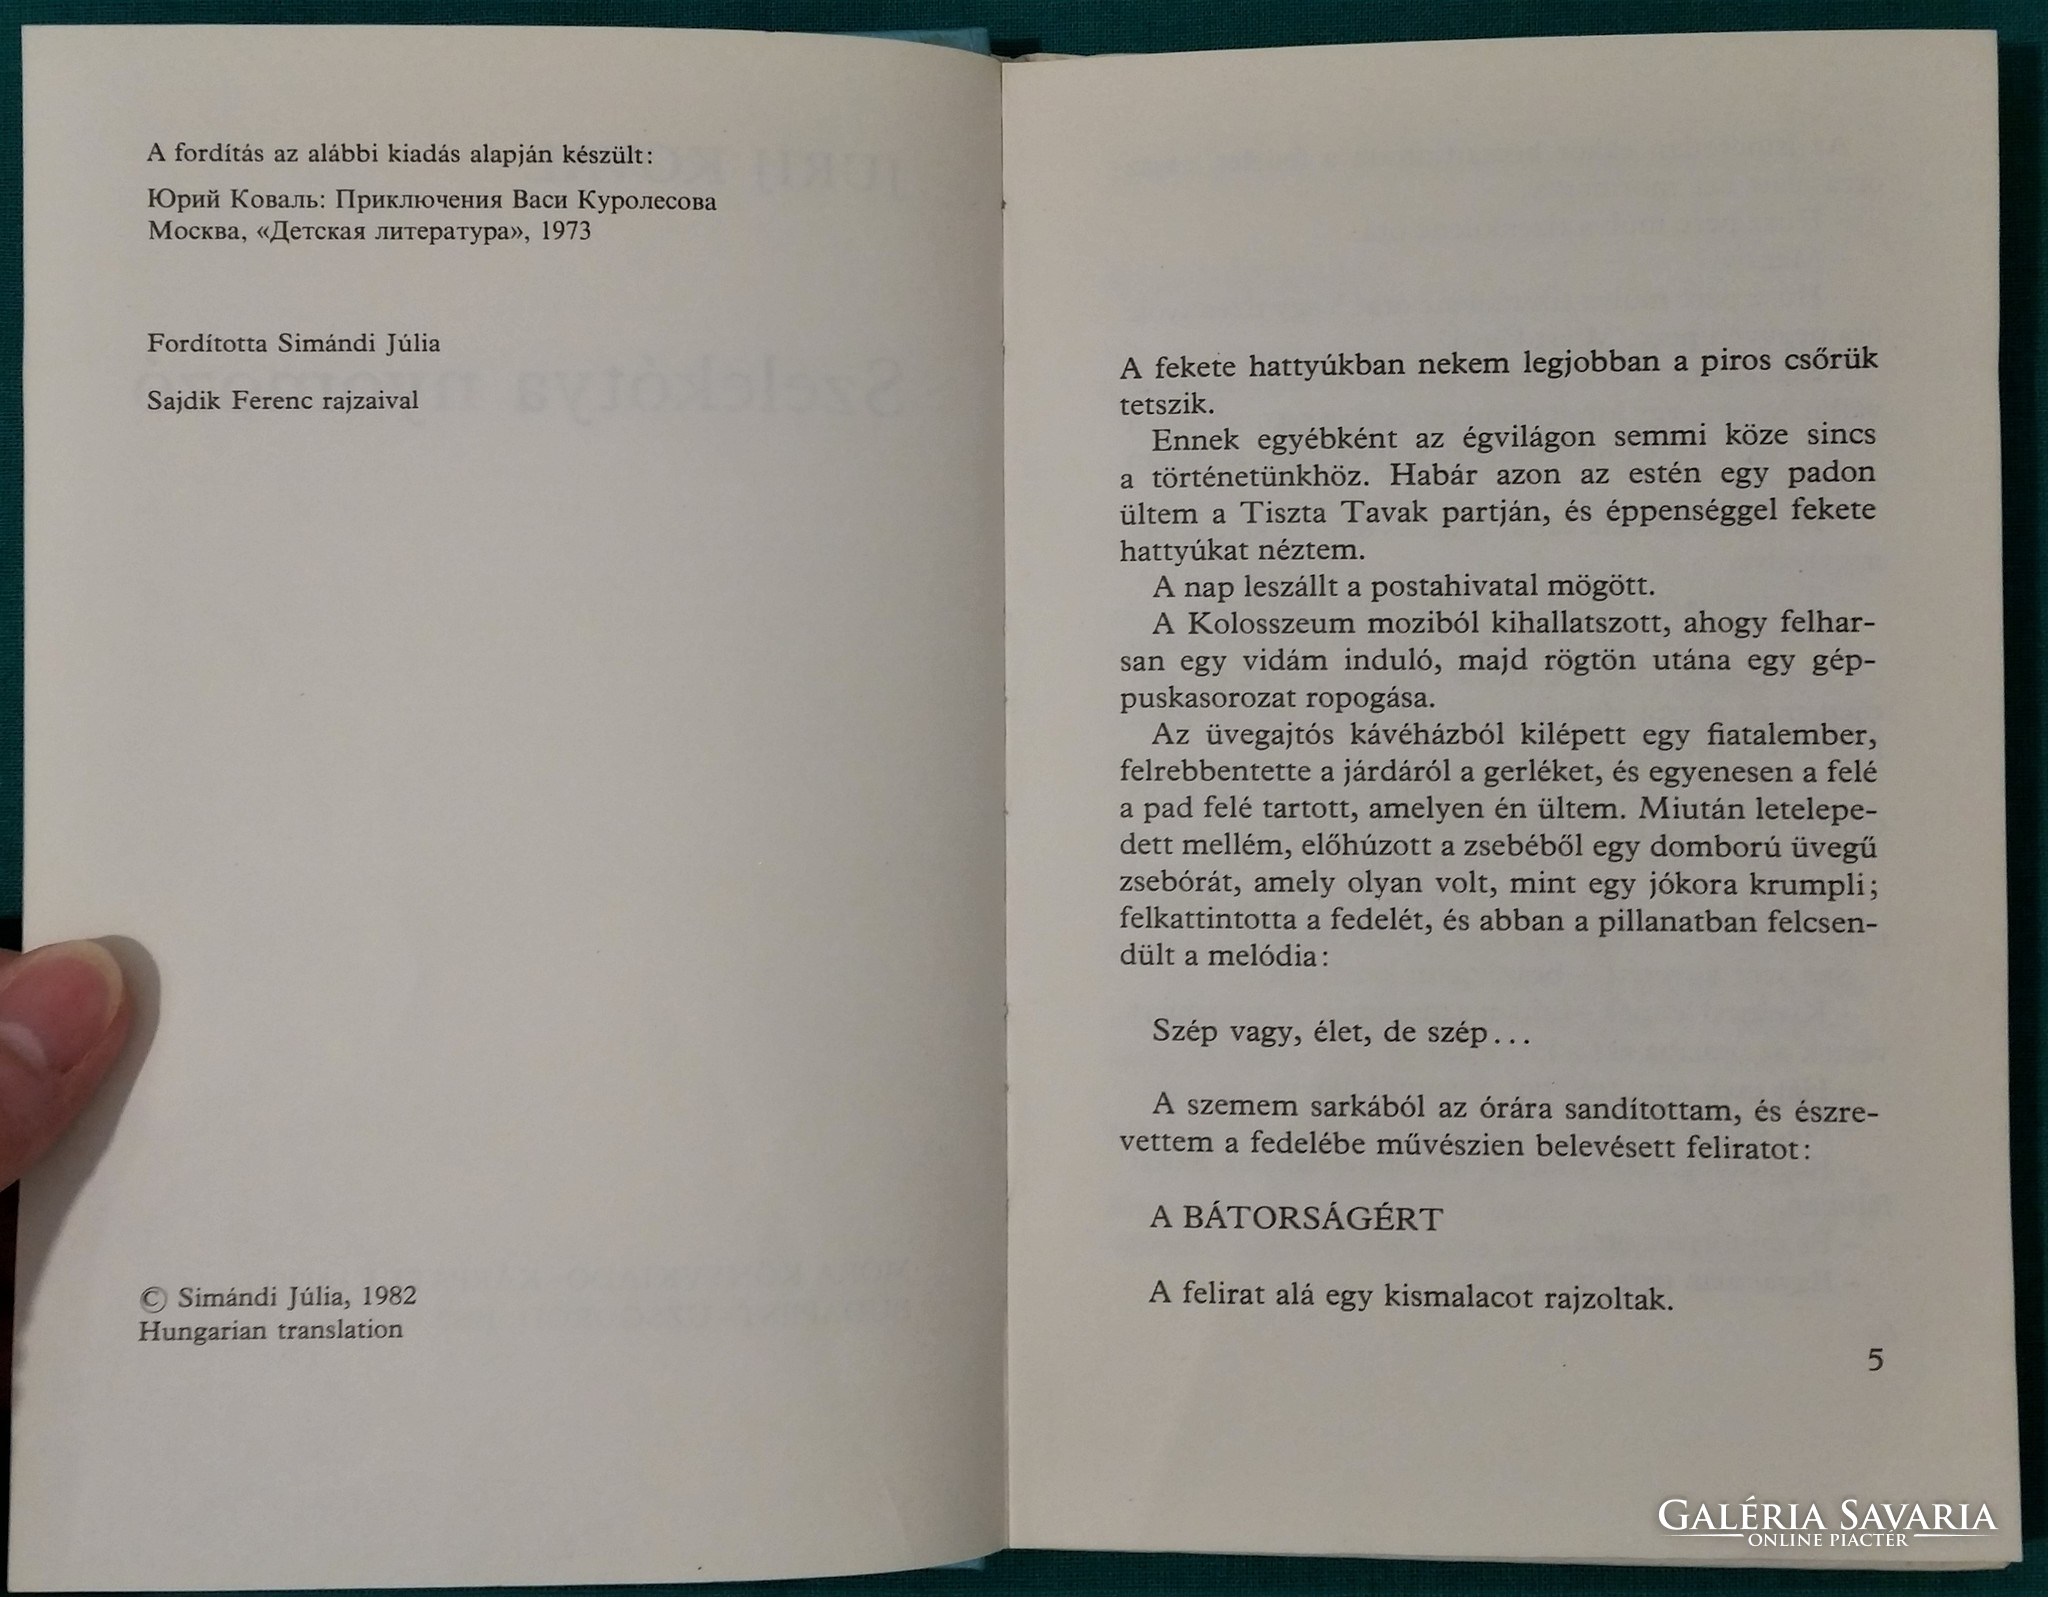 A fordítás az alábbi kiadás alapján készült:
Юрий Коваль: Приключения Васи Куролесова
Москва, «Детская литература», 1973
Fordította Simándi Júlia
Sajdik Ferenc rajzaival
© Simándi Júlia, 1982
Hungarian translation
A fekete hattyúkban nekem legjobban a piros csőrük
tetszik.
Ennek egyébként az égvilágon semmi köze sincs
a történetünkhöz. Habár azon az estén egy padon
ültem a Tiszta Tavak partján, és éppenséggel fekete
hattyúkat néztem.
A nap leszállt a postahivatal mögött.
A Kolosszeum moziból kihallatszott, ahogy felhar-
san egy vidám induló, majd rögtön utána egy gép-
puskasorozat ropogása.
Az üvegajtós kávéházból kilépett egy fiatalember,
felrebbentette a járdáról a gerléket, és egyenesen a felé
a pad felé tartott, amelyen én ültem. Miután letelepe-
dett mellém, előhúzott a zsebéből egy domború üvegű
zsebórát, amely olyan volt, mint egy jókora krumpli;
felkattintotta a fedelét, és abban a pillanatban felcsen-
dült a melódia:
Szép vagy, élet, de szép...
A szemem sarkából az órára sandítottam, és észre-
vettem a fedelébe művészien belevésett feliratot:
A BÁTORSÁGÉRT
A felirat alá egy kismalacot rajzoltak.
5
GALÉRIA SAVARIA
ONLINE PIACTÉR